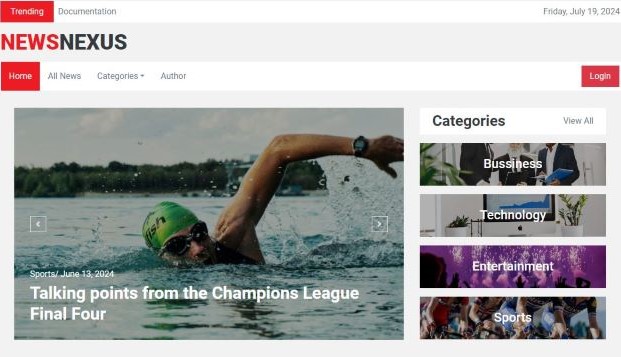 Trending Documentation Friday, July 19, 2024
NEWSNEXUS
Home All News Categories Author Login
Categories View All
Bussiness
Technology
Entertainment
Sports
Sports/ June 13, 2024
Talking points from the Champions League
Final Four